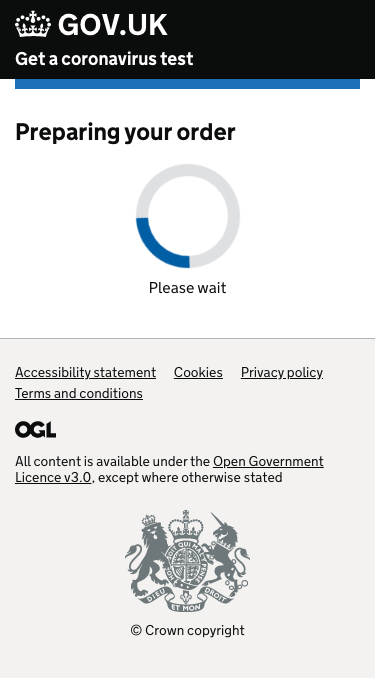 GOV.UK
Get a coronavirus test
Preparing your order
Please wait
Accessibility statement Cookies Privacy policy
Terms and conditions
OGL
All content is available under the Open Government
Licence v3.0, except where otherwise stated
DIEU ET MON DROIT
© Crown copyright